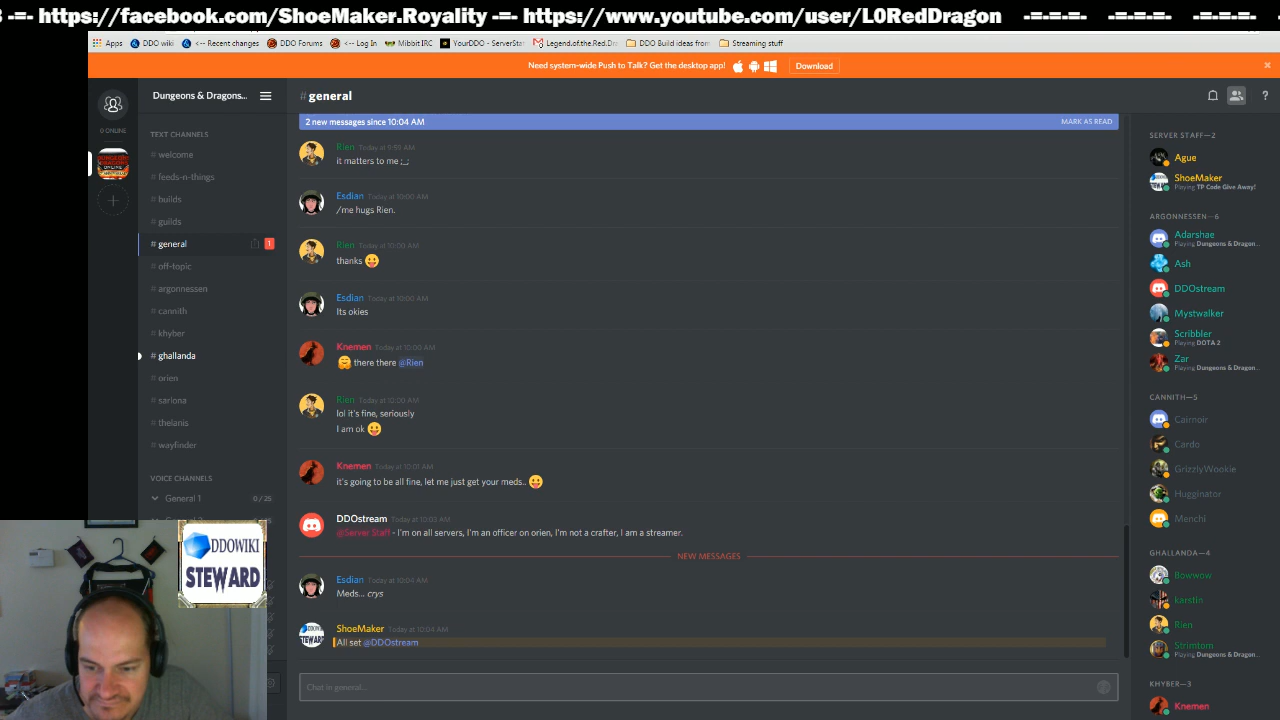 -=- https://facebook.com/ShoeMaker.Royality -=- https://www.youtube.com/user/L0RedDragon -=-=-=- -=-=-=- -=-=-=-
Apps DDO wiki <-- Recent changes DDO Forums <-- Log In Mibbit IRC YourDDO - ServerStat Legend.of.the.Red.Dra DDO Build ideas from Streaming stuff
Need system-wide Push to Talk? Get the desktop app! Download
Dungeons & Dragons...
# general
0 ONLINE
2 new messages since 10:04 AM MARK AS READ
TEXT CHANNELS
# welcome
# feeds-n-things
# builds
# guilds
# general 1
# off-topic
# argonnessen
# cannith
# khyber
# ghallanda
# orien
# sarlona
# thelanis
# wayfinder
VOICE CHANNELS
General 1 0 / 25
DDOWIKI
STEWARD
Rien Today at 9:59 AM
it matters to me ;_;
Esdian Today at 10:00 AM
/me hugs Rien.
Rien Today at 10:00 AM
thanks
Esdian Today at 10:00 AM
Its okies
Knemen Today at 10:00 AM
there there @Rien
Rien Today at 10:00 AM
lol it's fine, seriously
I am ok
Knemen Today at 10:01 AM
it's going to be all fine, let me just get your meds..
DDOstream Today at 10:03 AM
@Server Staff - I'm on all servers, I'm an officer on orien, I'm not a crafter, I am a streamer.
NEW MESSAGES
Esdian Today at 10:04 AM
Meds... crys
ShoeMaker Today at 10:04 AM
All set @DDOstream
Chat in general...
SERVER STAFF—2
Ague
ShoeMaker
Playing TP Code Give Away!
ARGONNESSEN—6
Adarshae
Playing Dungeons & Dragon...
Ash
DDOstream
Mystwalker
Scribbler
Playing DOTA 2
Zar
Playing Dungeons & Dragon...
CANNITH—5
Cairnoir
Cardo
GrizzlyWookie
Hugginator
Menchi
GHALLANDA—4
Bowwow
karstin
Rien
Strimtom
Playing Dungeons & Dragon...
KHYBER—3
Knemen